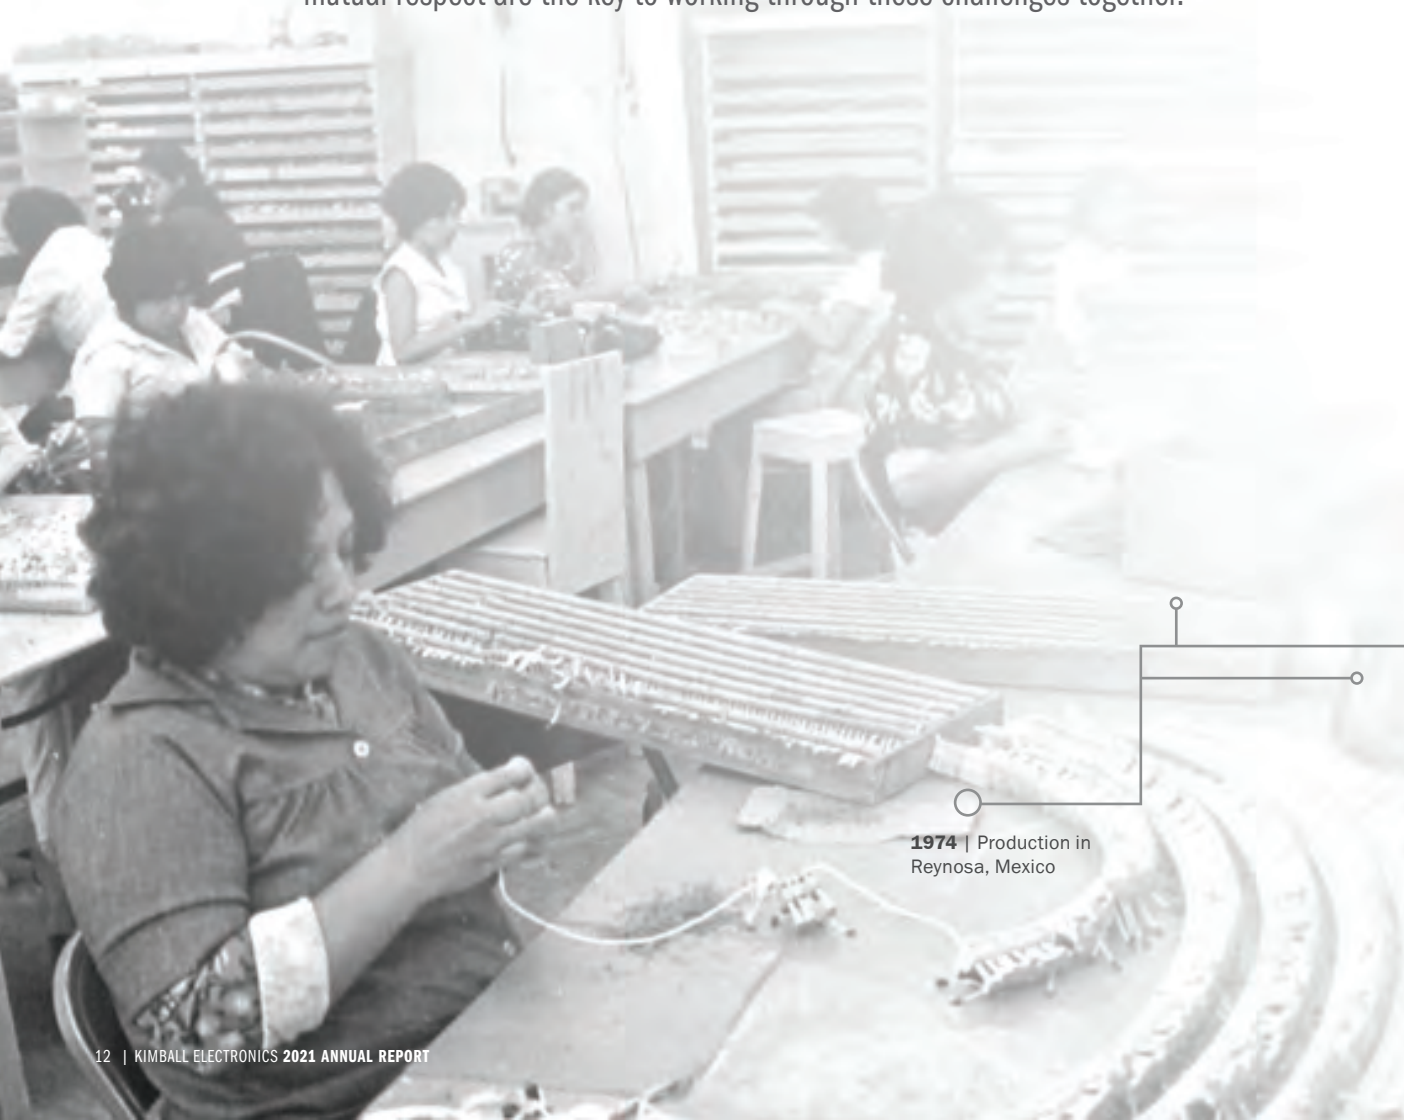 mutual respect are the key to working through these challenges together.
1974 | Production in
Reynosa, Mexico
12 | KIMBALL ELECTRONICS 2021 ANNUAL REPORT